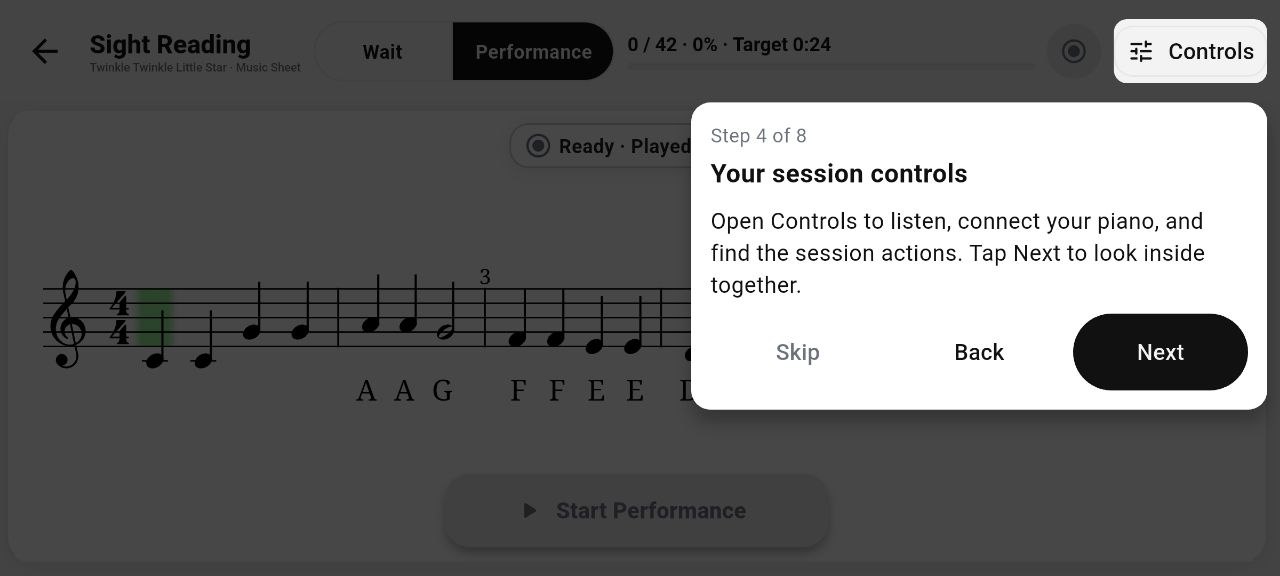 Sight Reading
Twinkle Twinkle Little Star · Music Sheet
Wait
Performance
0 / 42 · 0% · Target 0:24
Controls
Ready · Played
Step 4 of 8
Your session controls
Open Controls to listen, connect your piano, and
find the session actions. Tap Next to look inside
together.
Skip
Back
Next
4
4
3
A A G F F E E D
Start Performance